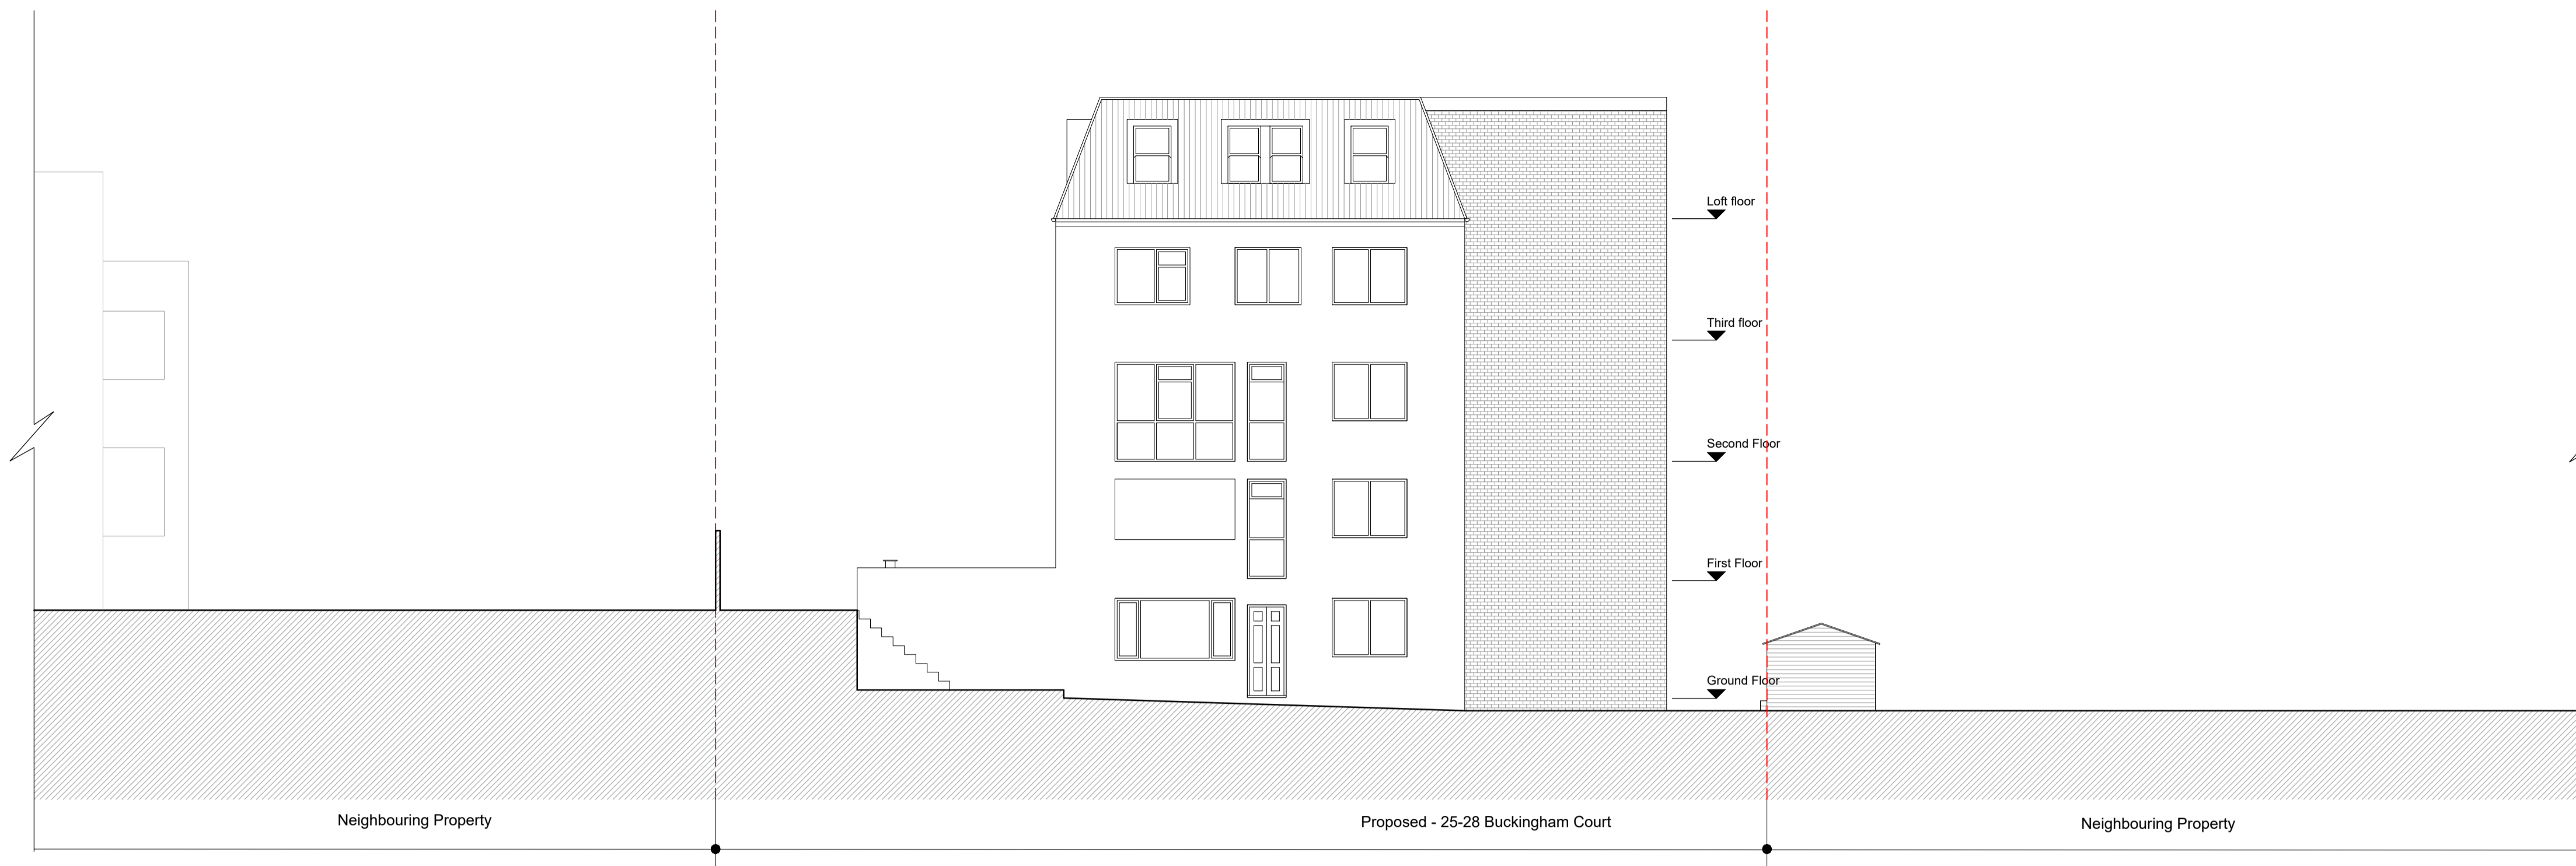 Loft floor
Third floor
Second Floor
First Floor
Ground Floor
Neighbouring Property
Proposed - 25-28 Buckingham Court
Neighbouring Property